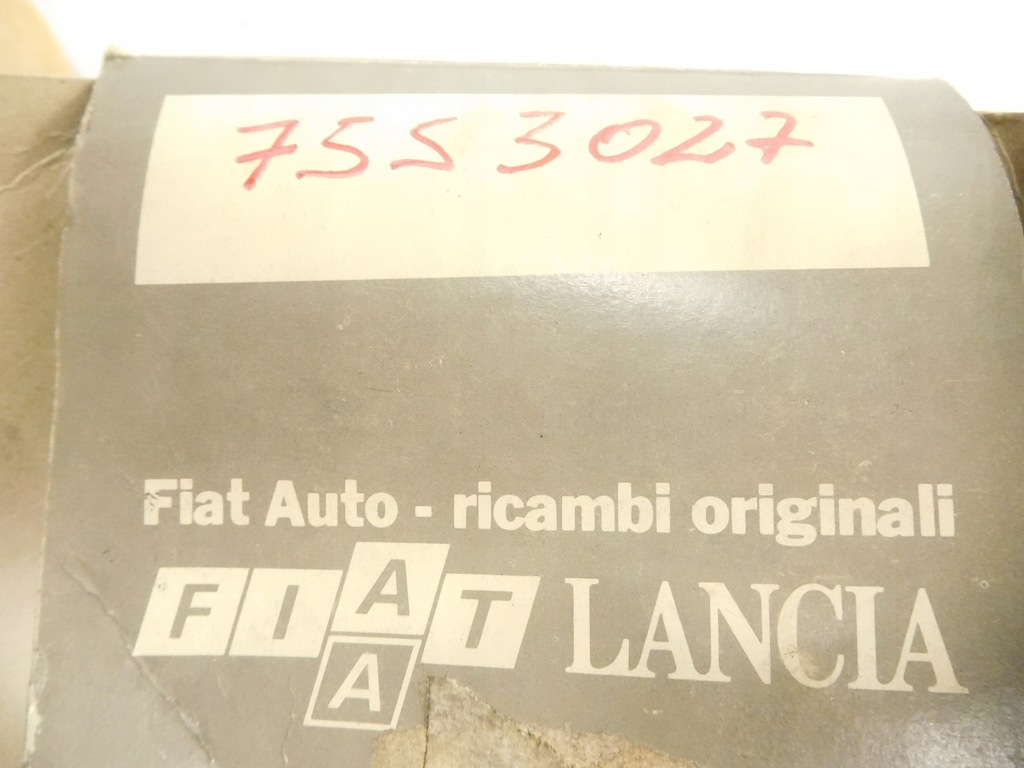 7553027
Fiat Auto - ricambi originali
FIAT LANCIA
A